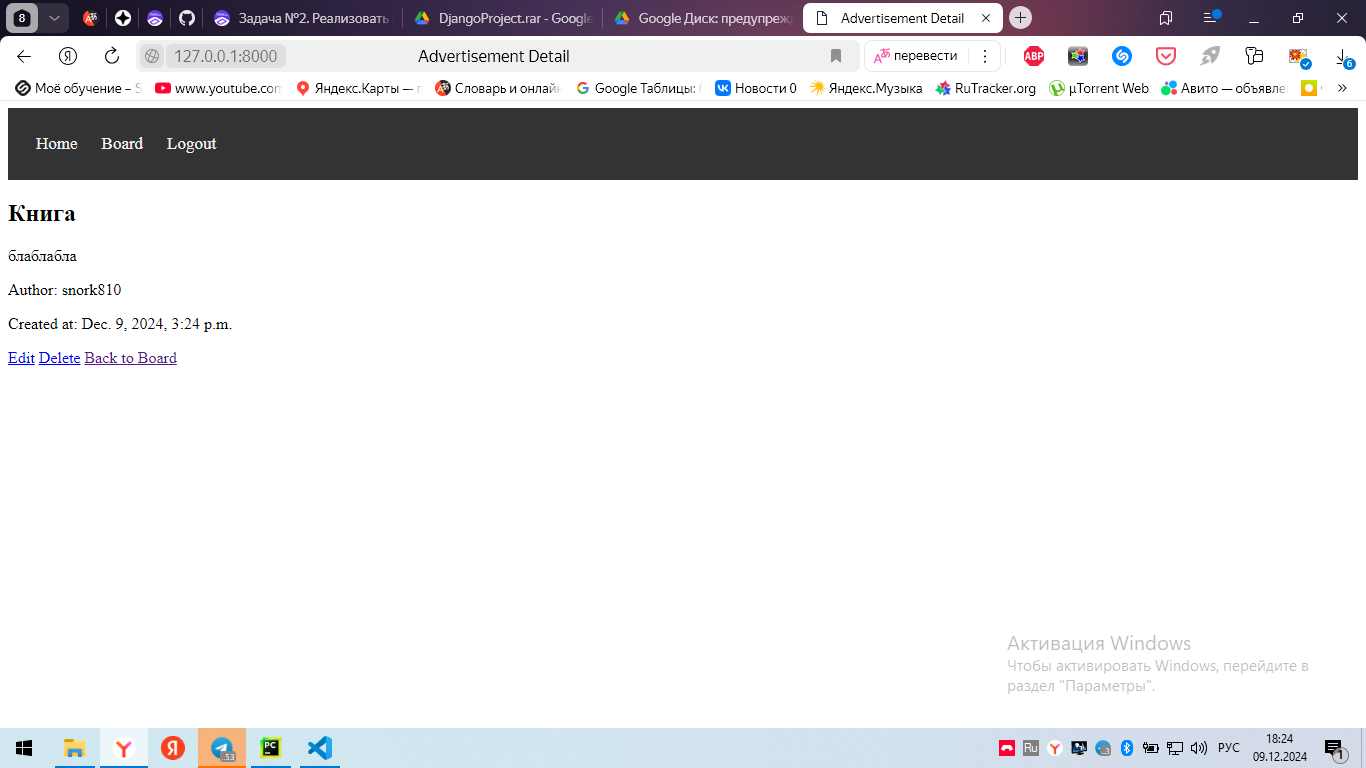 8
Задача №2. Реализовать
DjangoProject.rar - Google
Google Диск: предупрежд
Advertisement Detail
Я
127.0.0.1:8000
Advertisement Detail
перевести
ABP
6
Моё обучение – S
www.youtube.com
Яндекс.Карты — г
Словарь и онлайн
Google Таблицы:
Новости 0
Яндекс.Музыка
RuTracker.org
µTorrent Web
Авито — объявлен
Home Board Logout
Книга
блаблабла
Author: snork810
Created at: Dec. 9, 2024, 3:24 p.m.
Edit Delete Back to Board
Активация Windows
Чтобы активировать Windows, перейдите в
раздел "Параметры".
Я
53
PC
Ru
РУС
18:24
09.12.2024
1